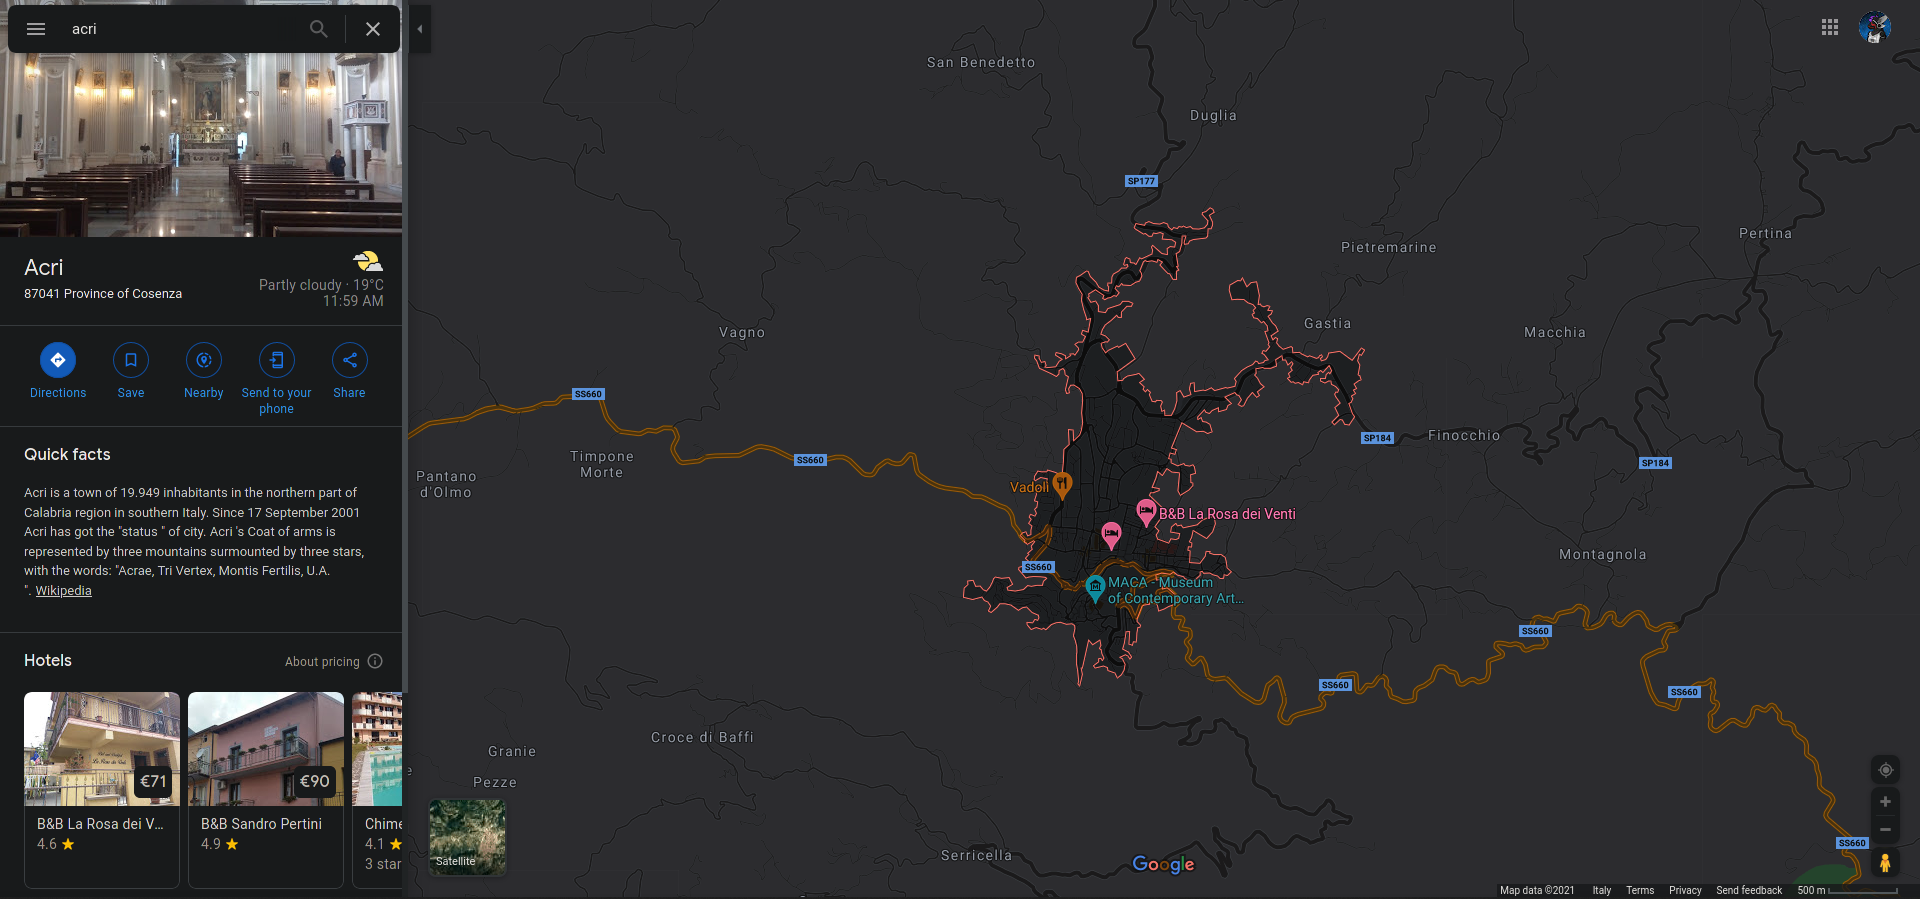 acri
Acri
87041 Province of Cosenza
Partly cloudy · 19°C
11:59 AM
Directions
Save
Nearby
Send to your
phone
Share
Quick facts
Acri is a town of 19.949 inhabitants in the northern part of
Calabria region in southern Italy. Since 17 September 2001
Acri has got the "status " of city. Acri 's Coat of arms is
represented by three mountains surmounted by three stars,
with the words: "Acrae, Tri Vertex, Montis Fertilis, U.A.
". Wikipedia
Hotels
About pricing
€71
€90
B&B La Rosa dei V...
4.6
B&B Sandro Pertini
4.9
Chime
4.1
3 star
San Benedetto
Duglia
SP177
Pertina
Pietremarine
Gastia
Macchia
Vagno
SS660
SP184
Finocchio
SP184
Timpone
Morte
SS660
Pantano
d'Olmo
Vadoli
B&B La Rosa dei Venti
Montagnola
SS660
MACA - Museum
of Contemporary Art...
SS660
SS660
SS660
Croce di Baffi
Granie
Pezze
Satellite
Serricella
SS660
Google
Map data ©2021
Italy
Terms
Privacy
Send feedback
500 m